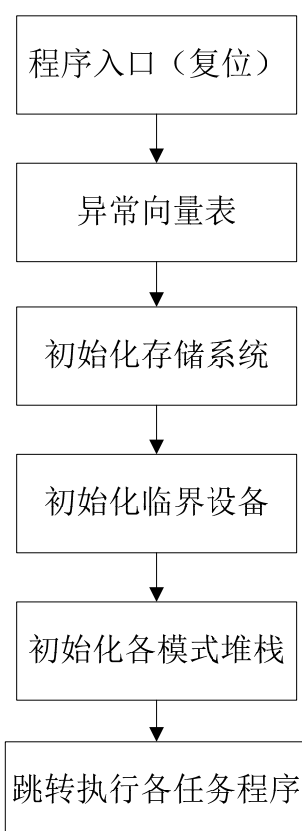 程序入口（复位）
异常向量表
初始化存储系统
初始化临界设备
初始化各模式堆栈
跳转执行各任务程序